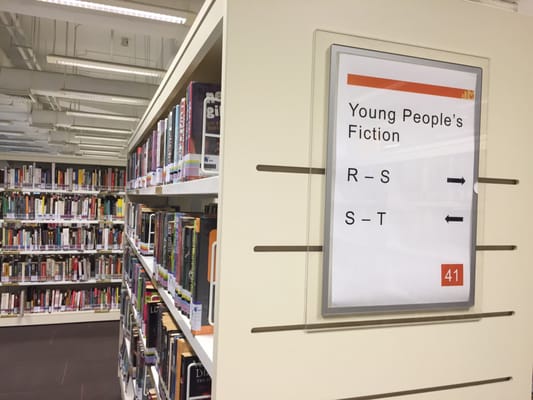 Young People's
Fiction
R – S →
S – T ←
41